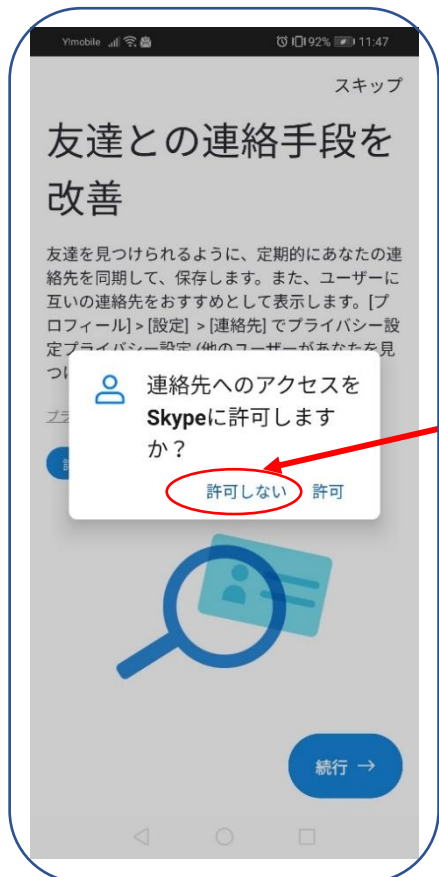 Y!mobile 92% 11:47
スキップ
友達との連絡手段を
改善
友達を見つけられるように、定期的にあなたの連
絡先を同期して、保存します。また、ユーザーに
互いの連絡先をおすすめとして表示します。[プ
ロフィール] > [設定] > [連絡先] でプライバシー設
定プライバシー設定 (他のユーザーがあなたを見
つけ
連絡先へのアクセスを
Skypeに許可します
か？
プラ
許可しない 許可
続行 →